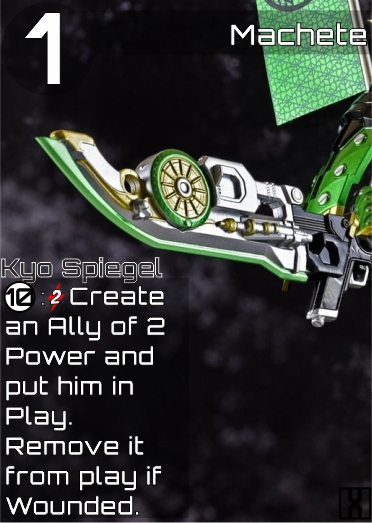 1
Machete
Kyo Spiegel
10 : 2 Create
an Ally of 2
Power and
put him in
Play.
Remove it
from play if
Wounded.
X